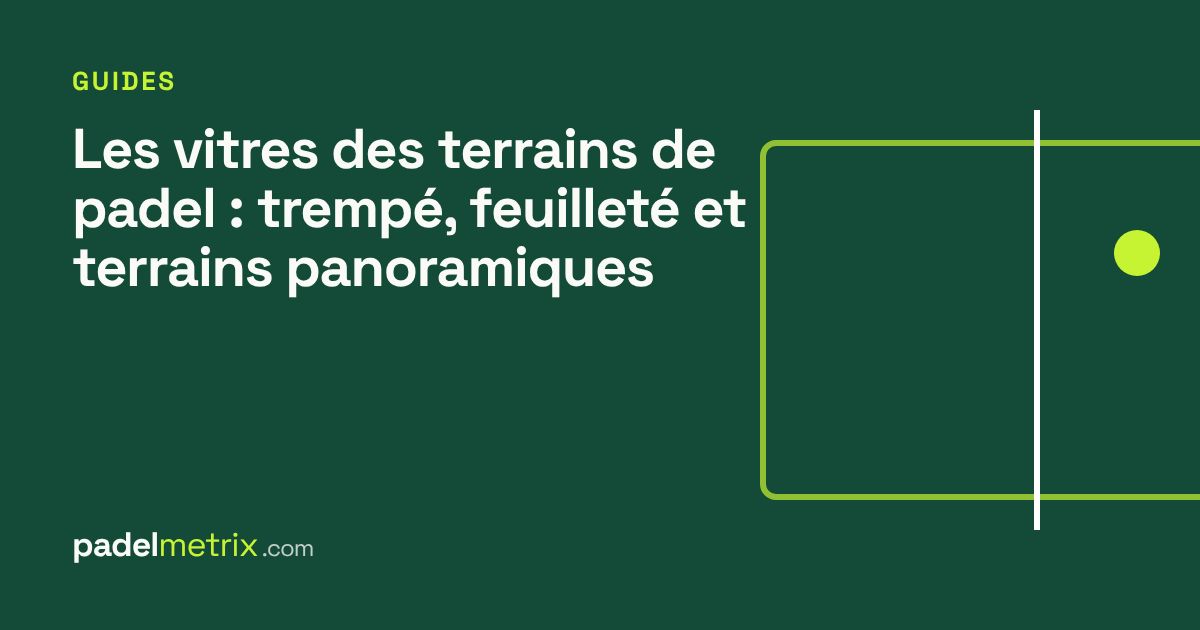 GUIDES
Les vitres des terrains de
padel : trempé, feuilleté et
terrains panoramiques
padelmetrix.com